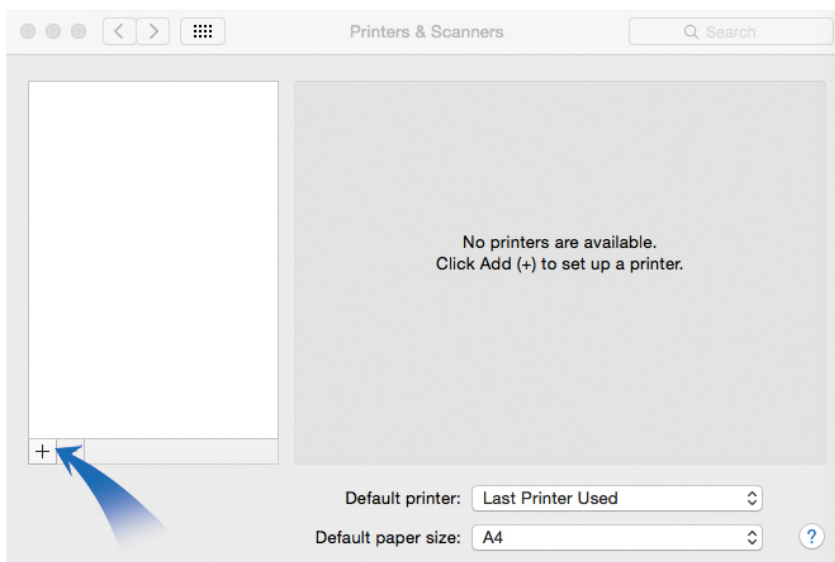 Printers & Scanners
Search
No printers are available.
Click Add (+) to set up a printer.
+
Default printer: Last Printer Used
Default paper size: A4
?